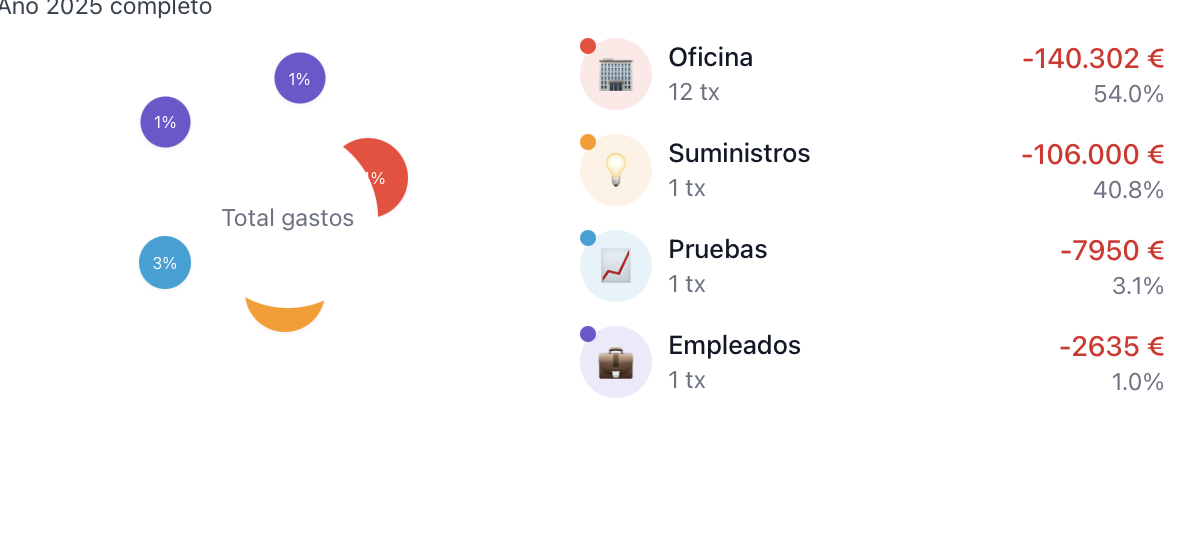 Año 2025 completo
1%
1%
%
Total gastos
3%
Oficina
-140.302 €
12 tx
54.0%
Suministros
-106.000 €
1 tx
40.8%
Pruebas
-7950 €
1 tx
3.1%
Empleados
-2635 €
1 tx
1.0%